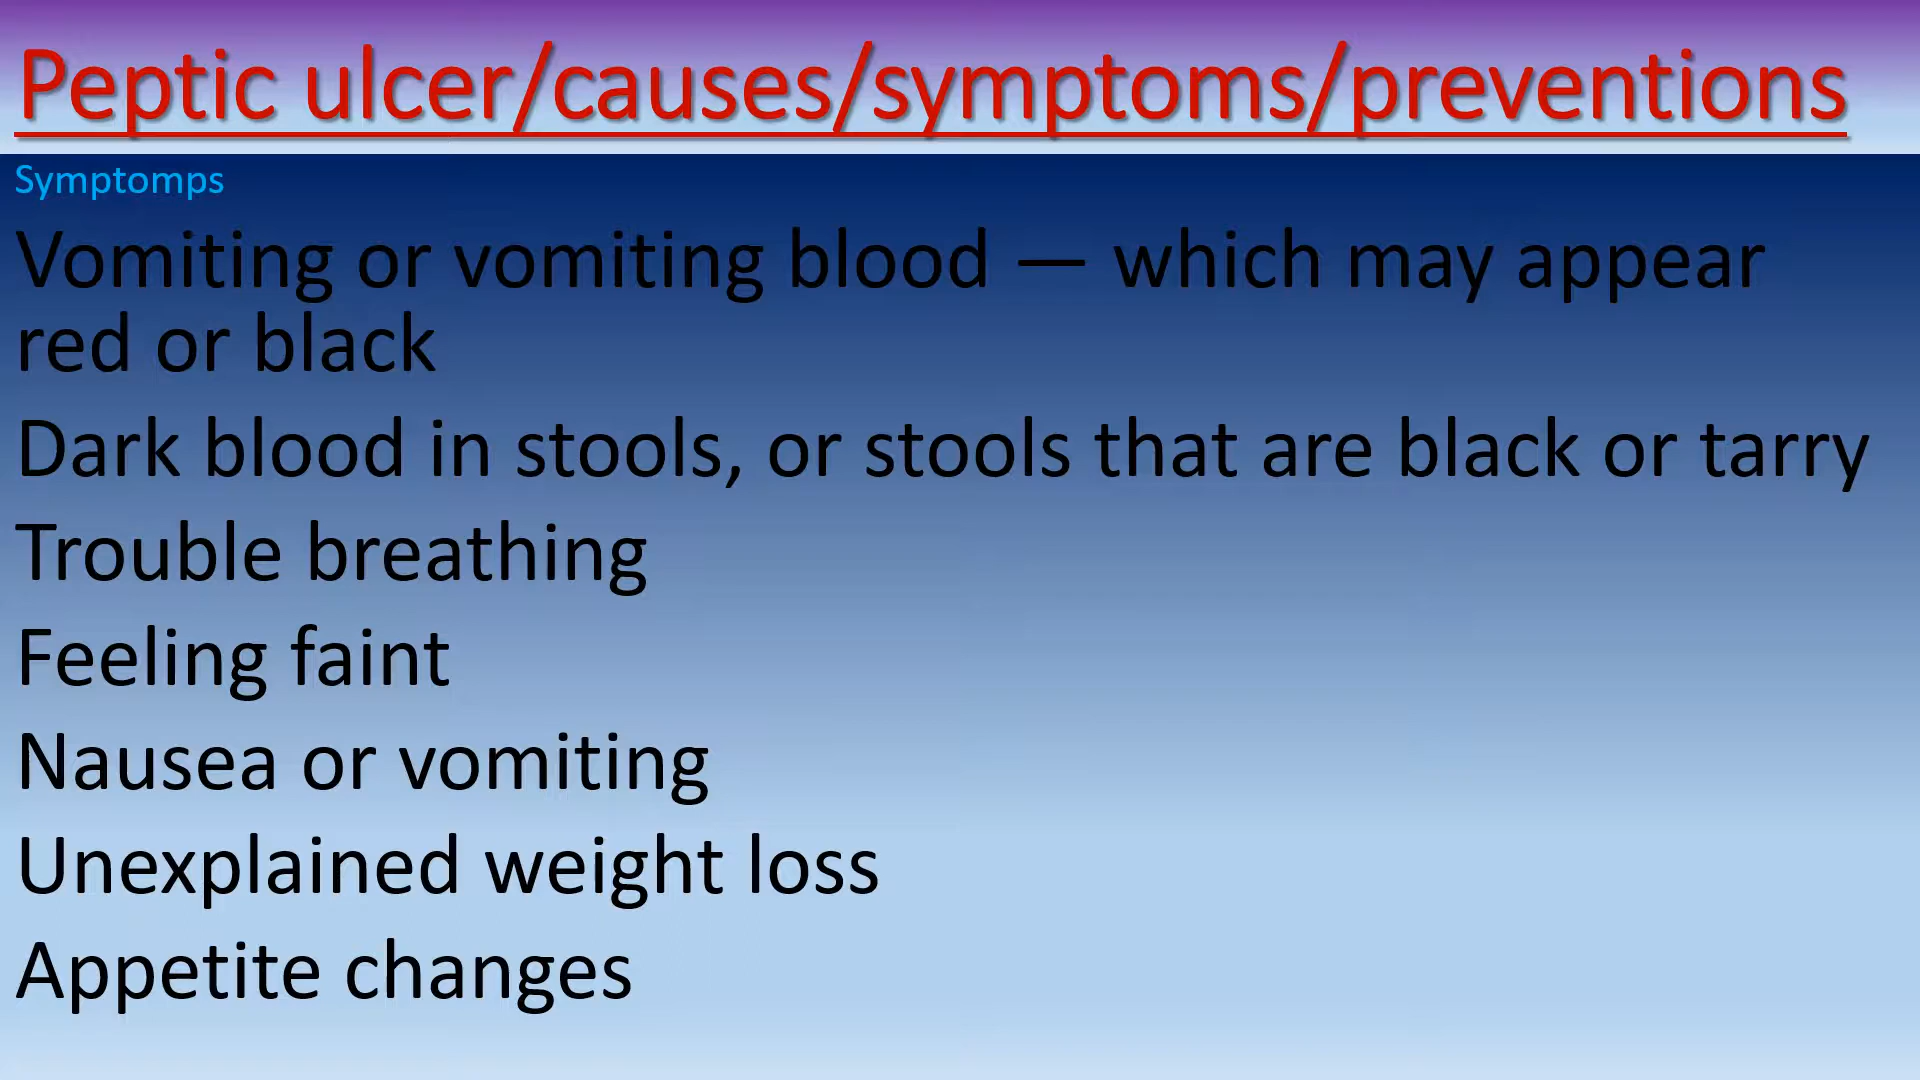 Peptic ulcer/causes/symptoms/preventions
Symptomps
Vomiting or vomiting blood — which may appear
red or black
Dark blood in stools, or stools that are black or tarry
Trouble breathing
Feeling faint
Nausea or vomiting
Unexplained weight loss
Appetite changes